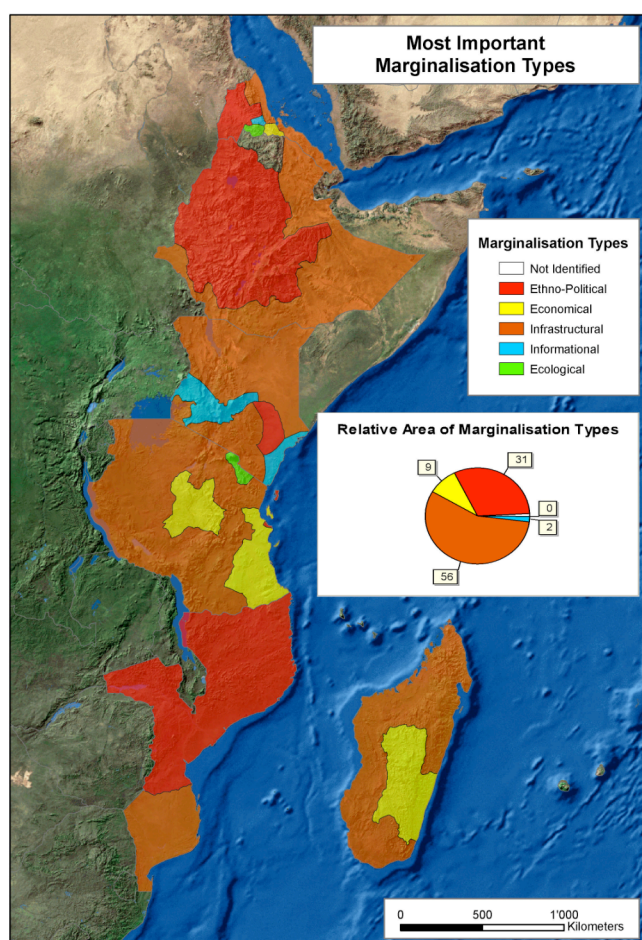 Most Important
Marginalisation Types
Marginalisation Types
Not Identified
Ethno-Political
Economical
Infrastructural
Informational
Ecological
Relative Area of Marginalisation Types
9
31
0
2
56
0 500 1'000
Kilometers